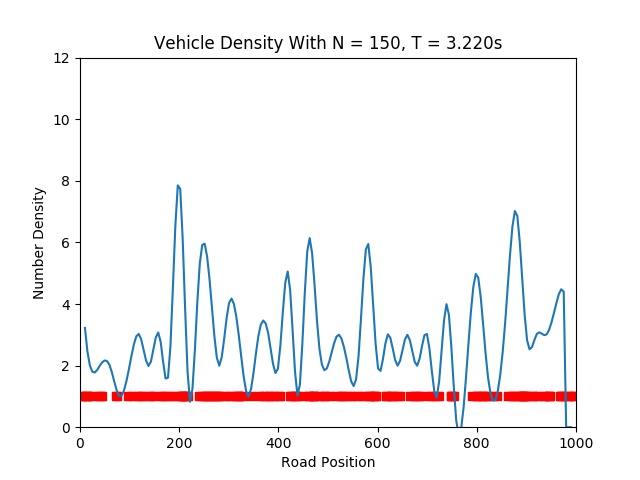 Vehicle Density With N = 150, T = 3.220s
12
10
8
6
4
2
0
Number Density
0 200 400 600 800 1000
Road Position